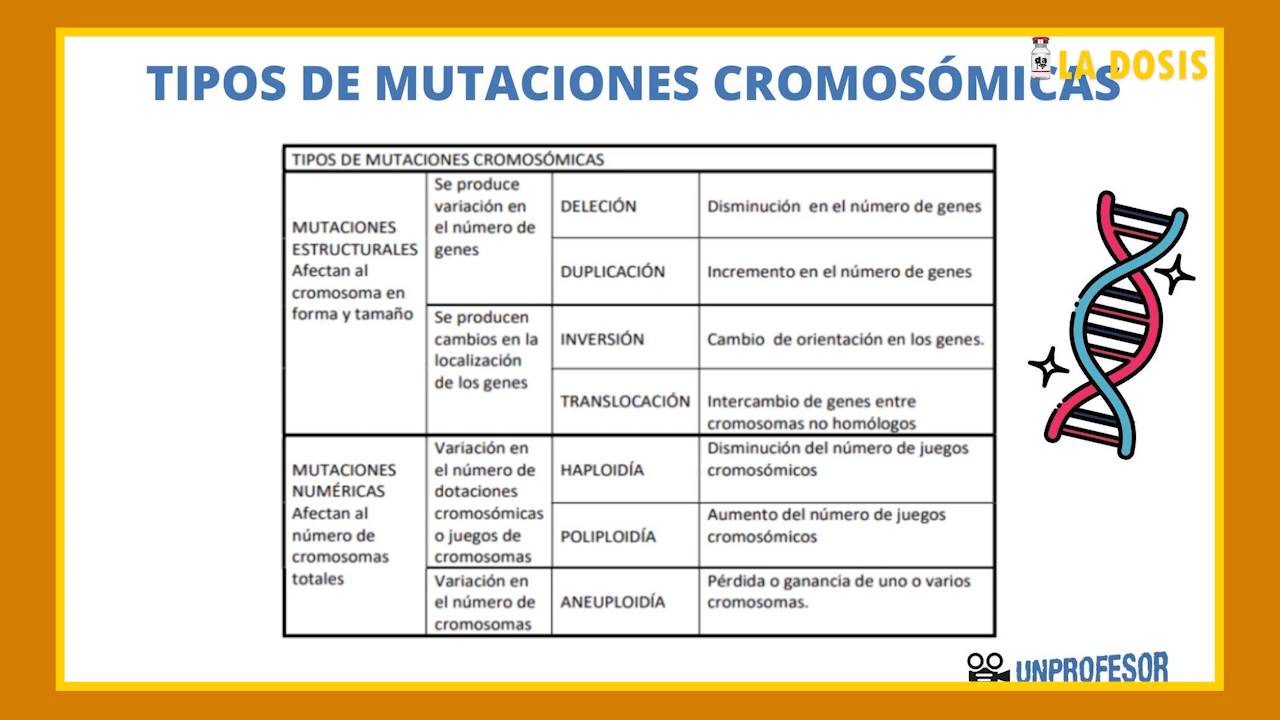 LA DOSIS
TIPOS DE MUTACIONES CROMOSÓMICAS
TIPOS DE MUTACIONES CROMOSÓMICAS
MUTACIONES
ESTRUCTURALES
Afectan al
cromosoma en
forma y tamaño
Se produce
variación en
el número de
genes
DELECIÓN
Disminución en el número de genes
DUPLICACIÓN
Incremento en el número de genes
Se producen
cambios en la
localización
de los genes
INVERSIÓN
Cambio de orientación en los genes.
TRANSLOCACIÓN
Intercambio de genes entre
cromosomas no homólogos
MUTACIONES
NUMÉRICAS
Afectan al
número de
cromosomas
totales
Variación en
el número de
dotaciones
cromosómicas
o juegos de
cromosomas
HAPLOIDÍA
Disminución del número de juegos
cromosómicos
POLIPLOIDÍA
Aumento del número de juegos
cromosómicos
Variación en
el número de
cromosomas
ANEUPLOIDÍA
Pérdida o ganancia de uno o varios
cromosomas.
UNPROFESOR